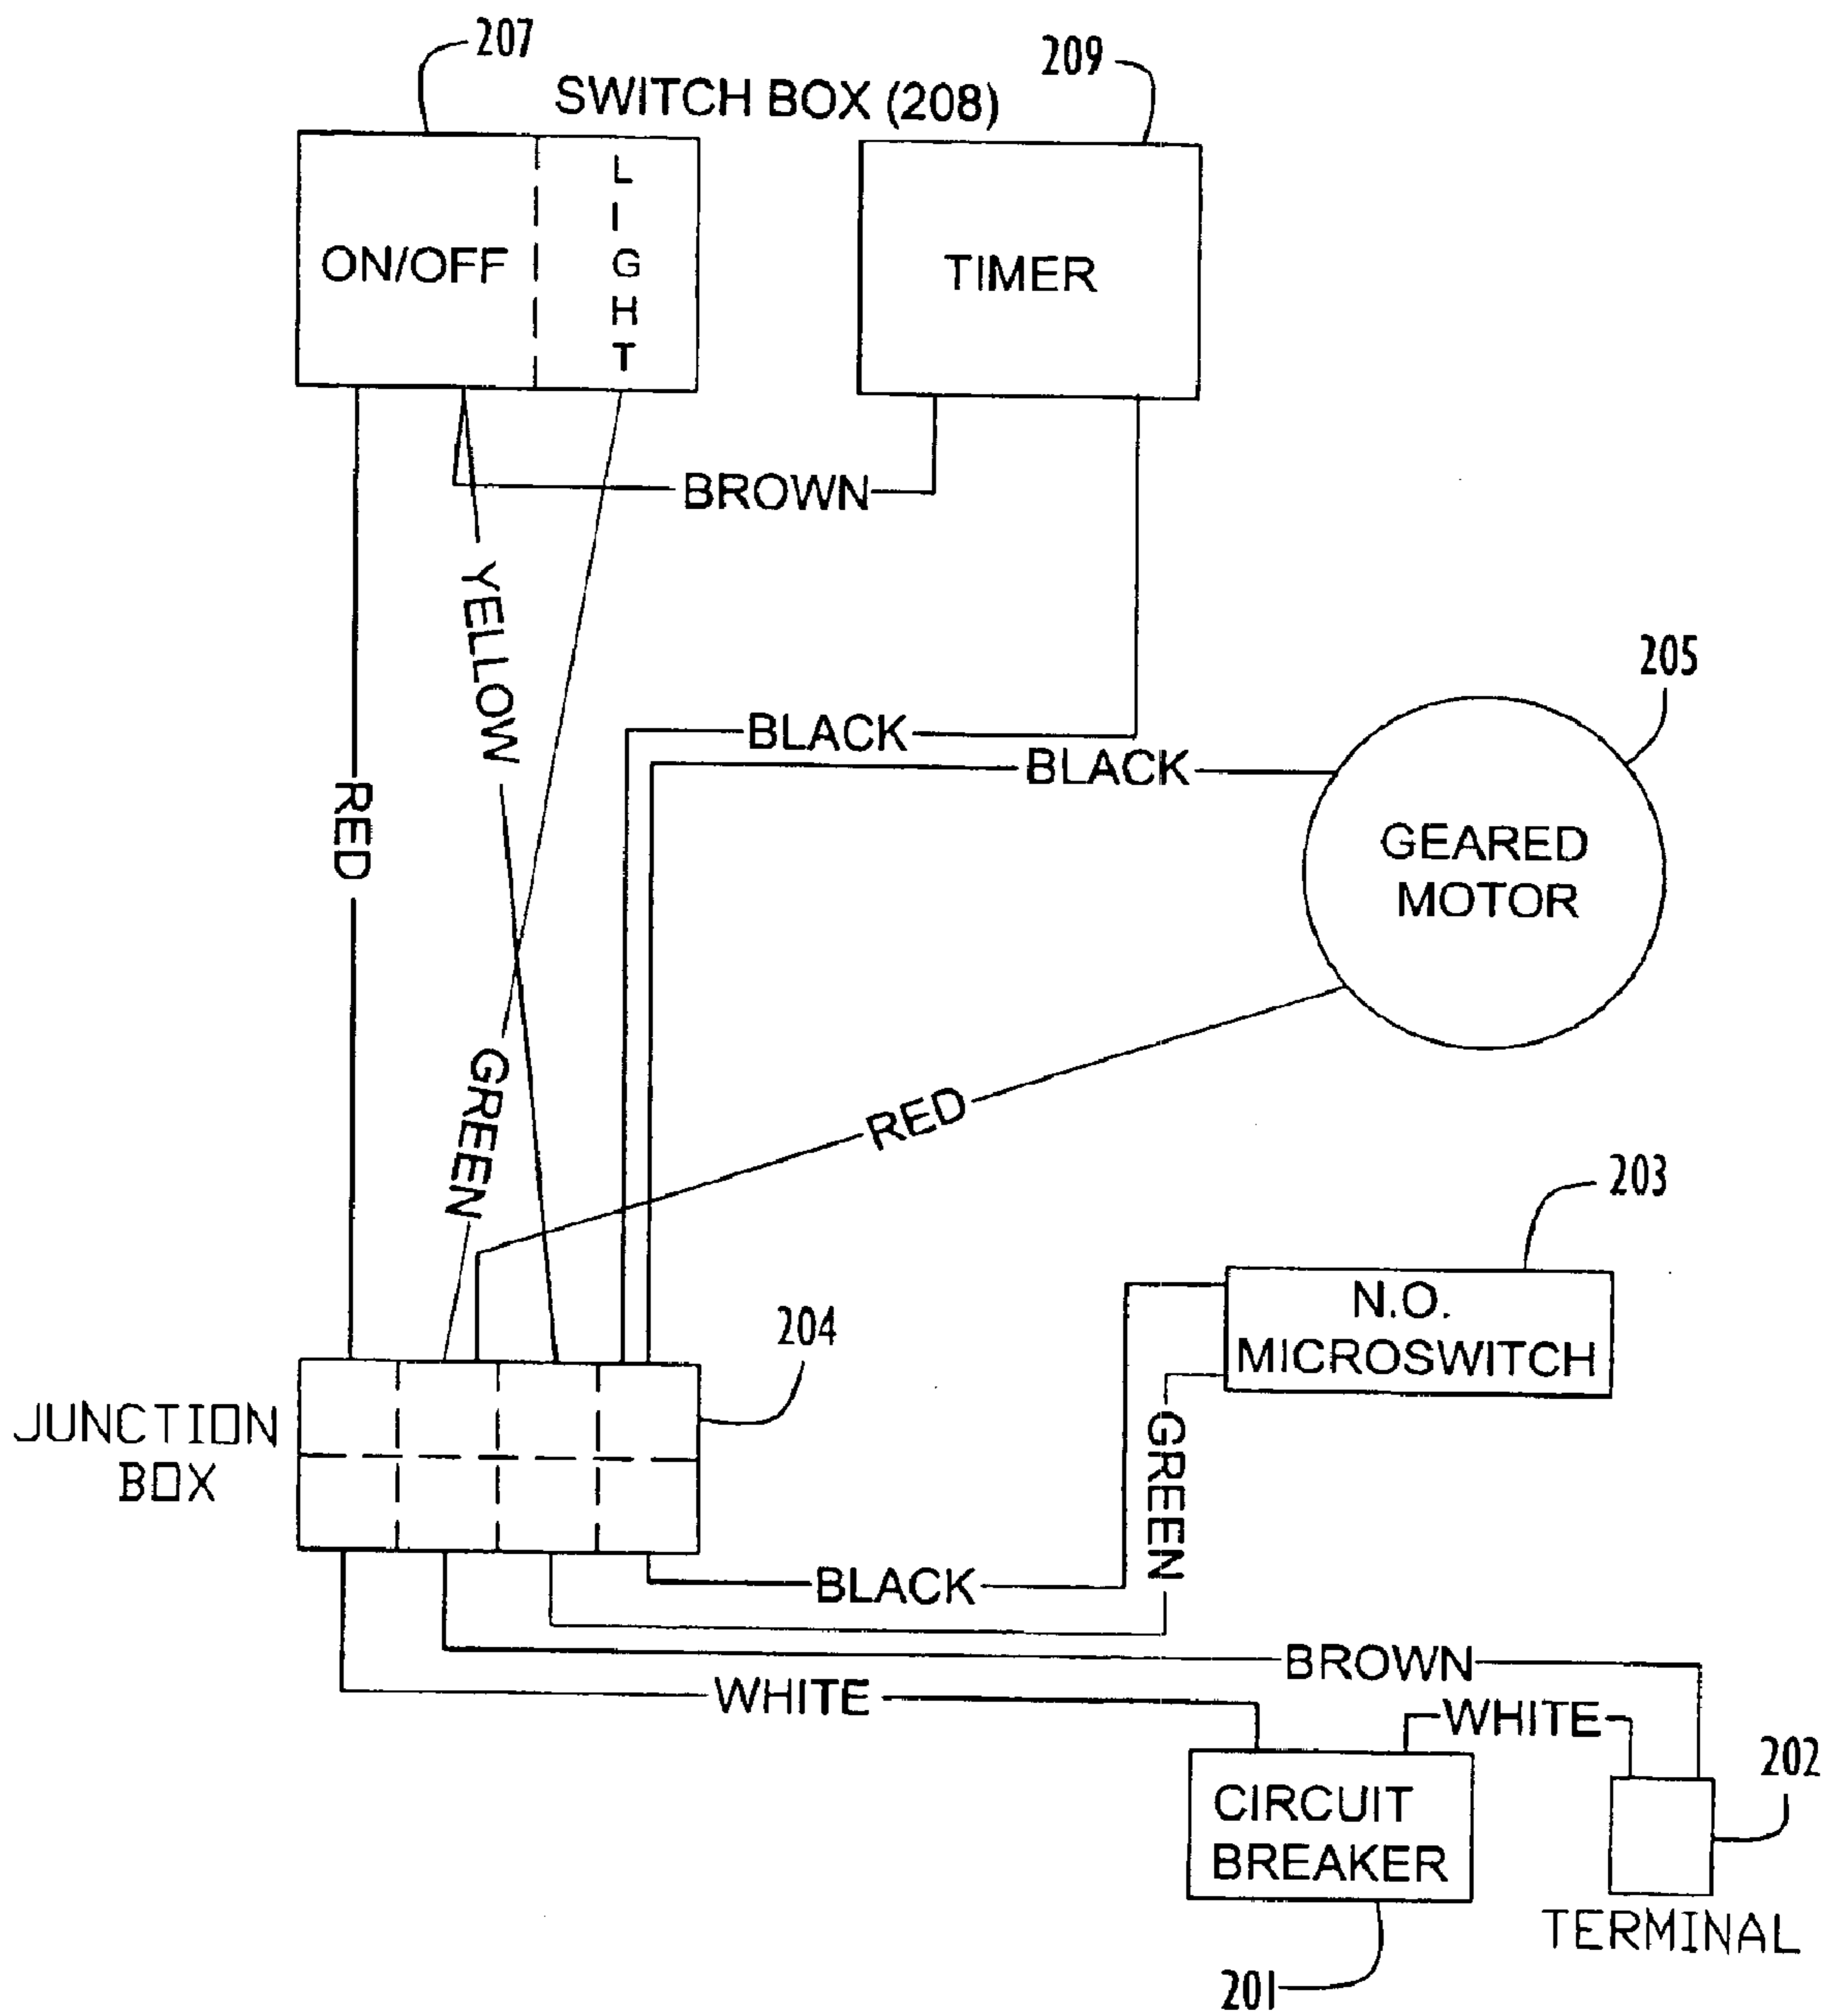 207
209
SWITCH BOX (208)
ON/OFF
LIGHT
TIMER
BROWN
YELLOW
205
BLACK
BLACK
RED
GEARED
MOTOR
GREEN
RED
203
N.O.
MICROSWITCH
204
JUNCTION
BOX
GREEN
BLACK
BROWN
WHITE
WHITE
202
CIRCUIT
BREAKER
TERMINAL
201